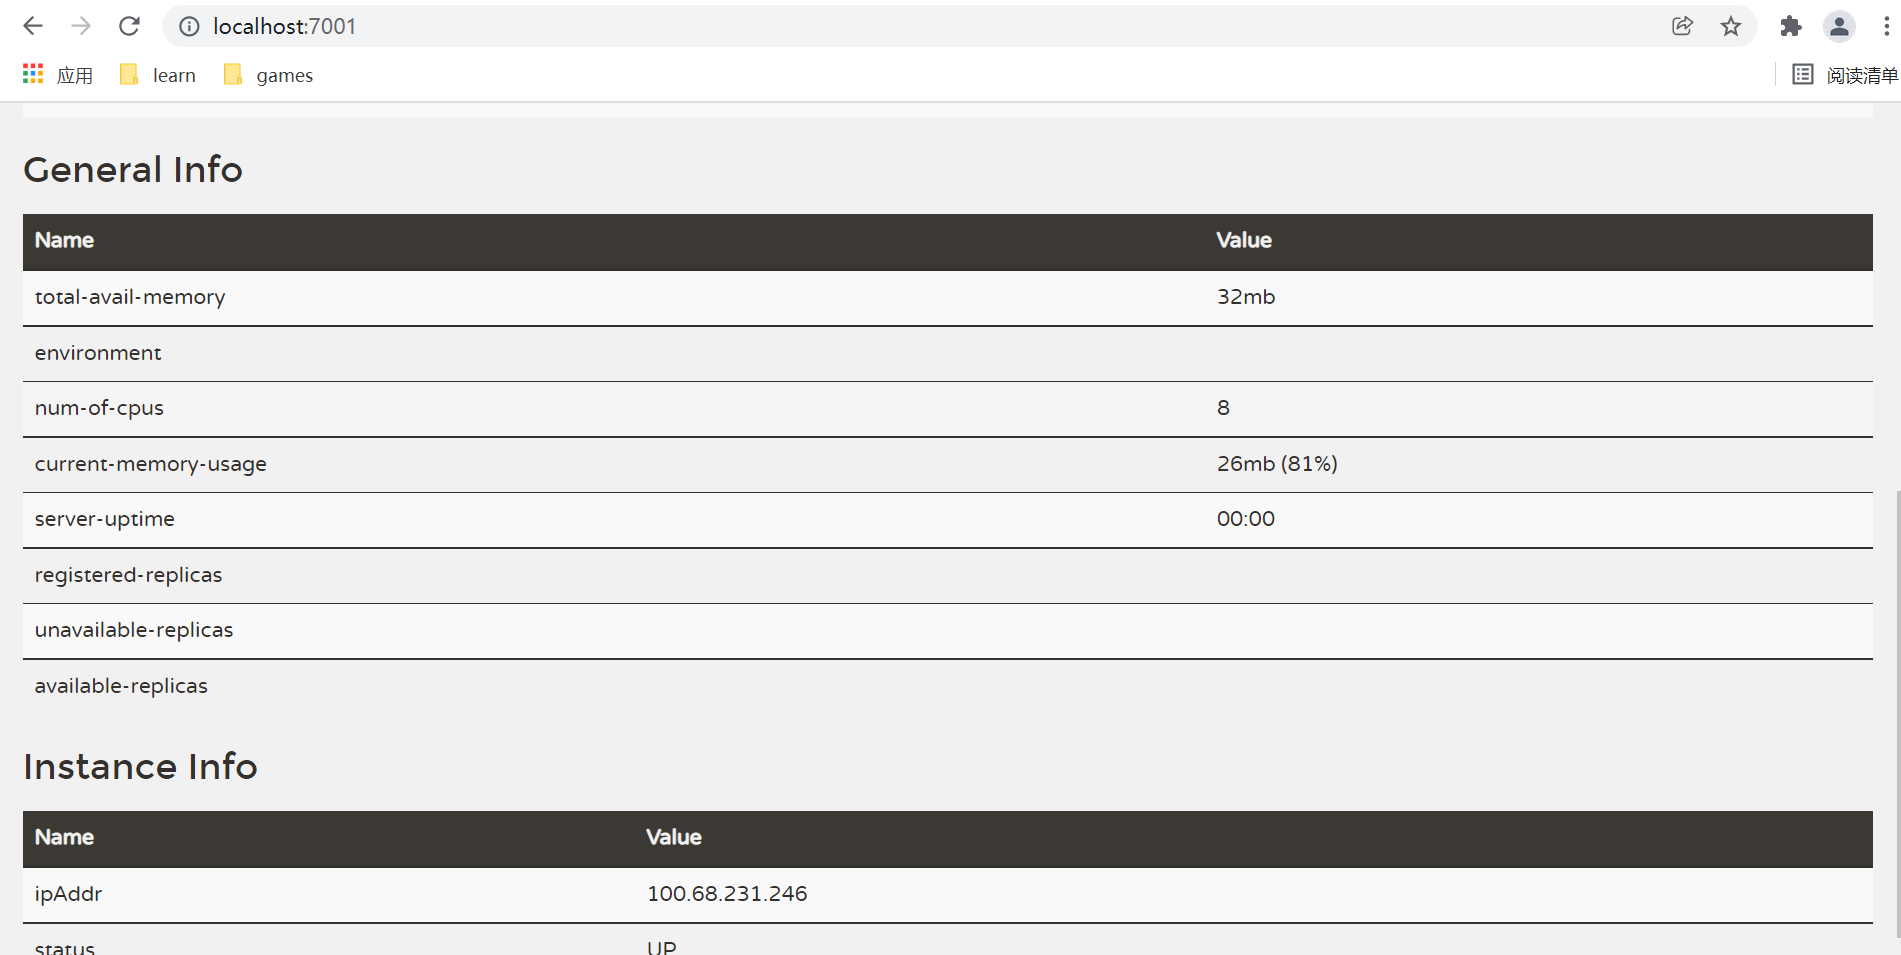 localhost:7001
应用 learn games 阅读清单
General Info
Name Value
total-avail-memory 32mb
environment
num-of-cpus 8
current-memory-usage 26mb (81%)
server-uptime 00:00
registered-replicas
unavailable-replicas
available-replicas
Instance Info
Name Value
ipAddr 100.68.231.246
status UP